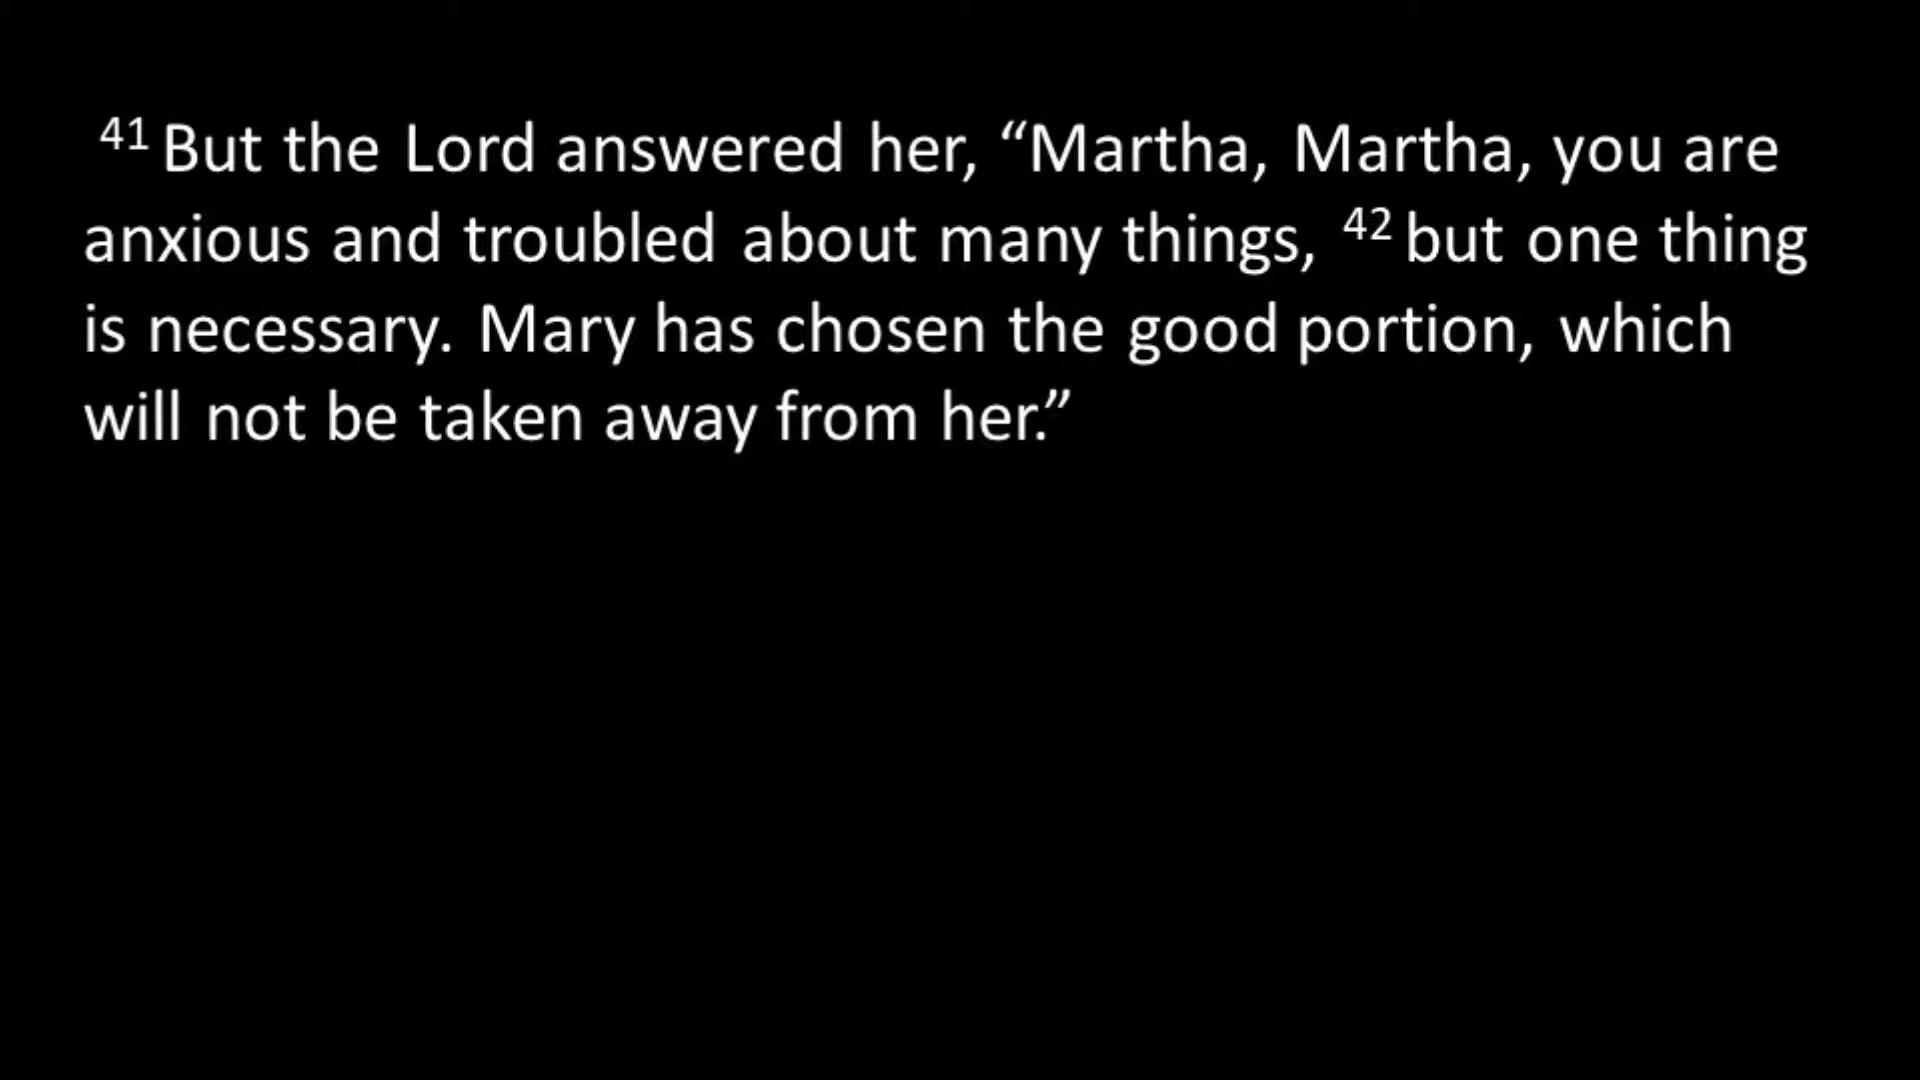 41 But the Lord answered her, “Martha, Martha, you are
anxious and troubled about many things, 42 but one thing
is necessary. Mary has chosen the good portion, which
will not be taken away from her.”